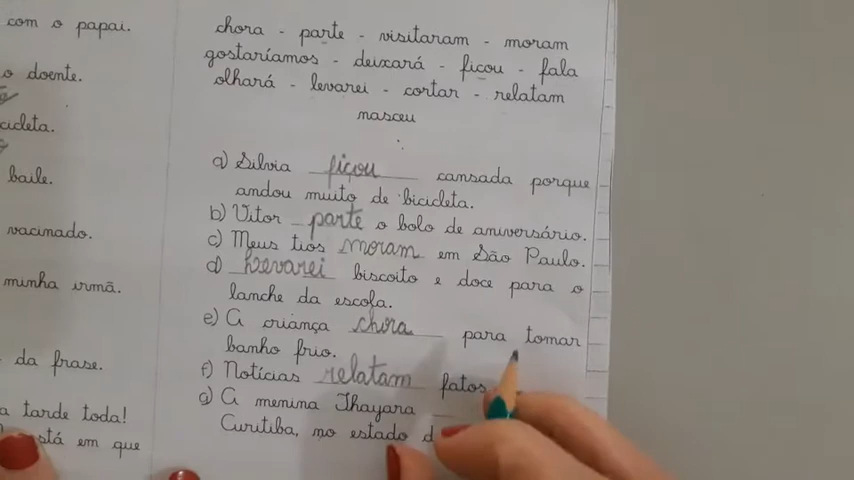 com o papai.
o doente.
cicleta.
baile.
vacinado.
minha irmã.
da frase.
a tarde toda!
stá em que
chora - parte - visitaram - moram
gostaríamos - deixará - ficou - fala
olhará - levarei - cortar - relatam
nasceu
a) Silvia ficou cansada porque
andou muito de bicicleta.
b) Vitor parte o bolo de aniversário.
c) Meus tios moram em São Paulo.
d) Levarei biscoito e doce para o
lanche da escola.
e) A criança chora para tomar
banho frio.
f) Notícias relatam fatos
g) A menina Thayara
Curitiba, no estado d